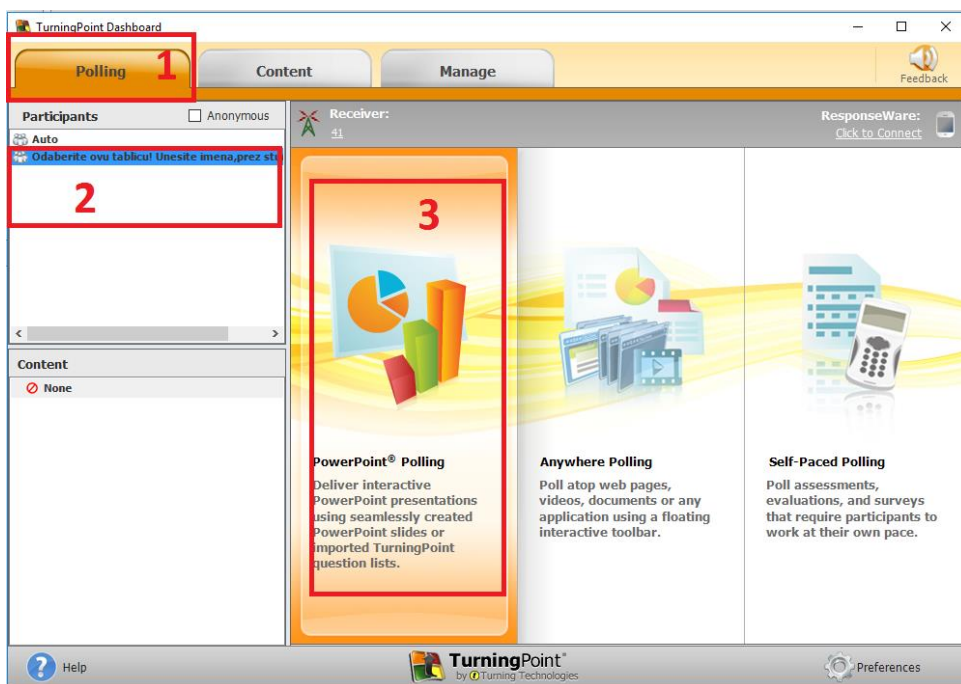 TurningPoint Dashboard
Polling 1
Content
Manage
Feedback
Participants
Anonymous
Auto
Odaberite ovu tablicu! Unesite imena,prez
2
Receiver:
41
ResponseWare:
Click to Connect
3
Content
None
PowerPoint® Polling
Deliver interactive
PowerPoint presentations
using seamlessly created
PowerPoint slides or
imported TurningPoint
question lists.
Anywhere Polling
Poll atop web pages,
videos, documents or any
application using a floating
interactive toolbar.
Self-Paced Polling
Poll assessments,
evaluations, and surveys
that require participants to
work at their own pace.
Help
TurningPoint®
by Turning Technologies
Preferences